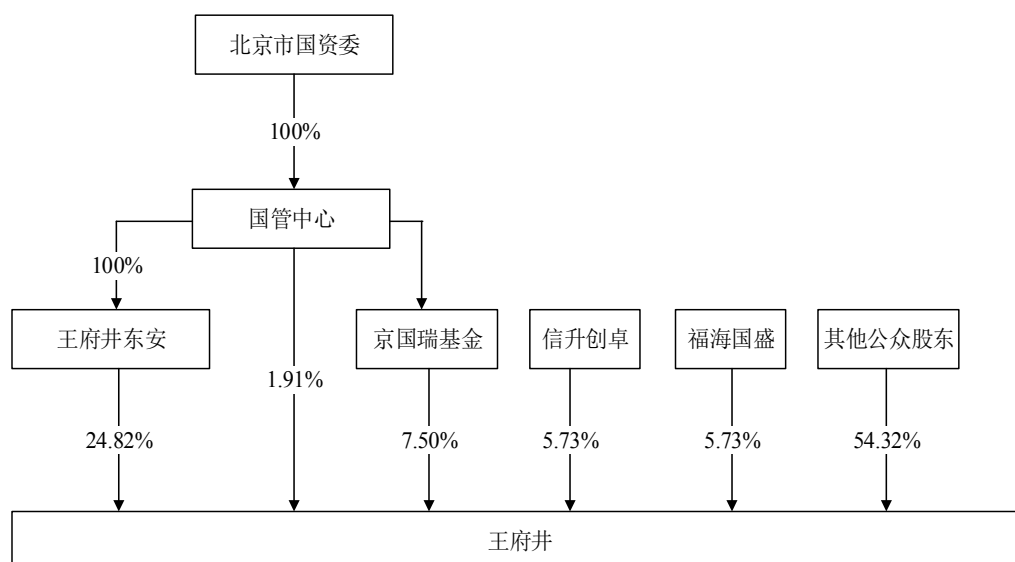 北京市国资委
100%
国管中心
100%
王府井东安
京国瑞基金
信升创卓
福海国盛
其他公众股东
1.91%
24.82%
7.50%
5.73%
5.73%
54.32%
王府井